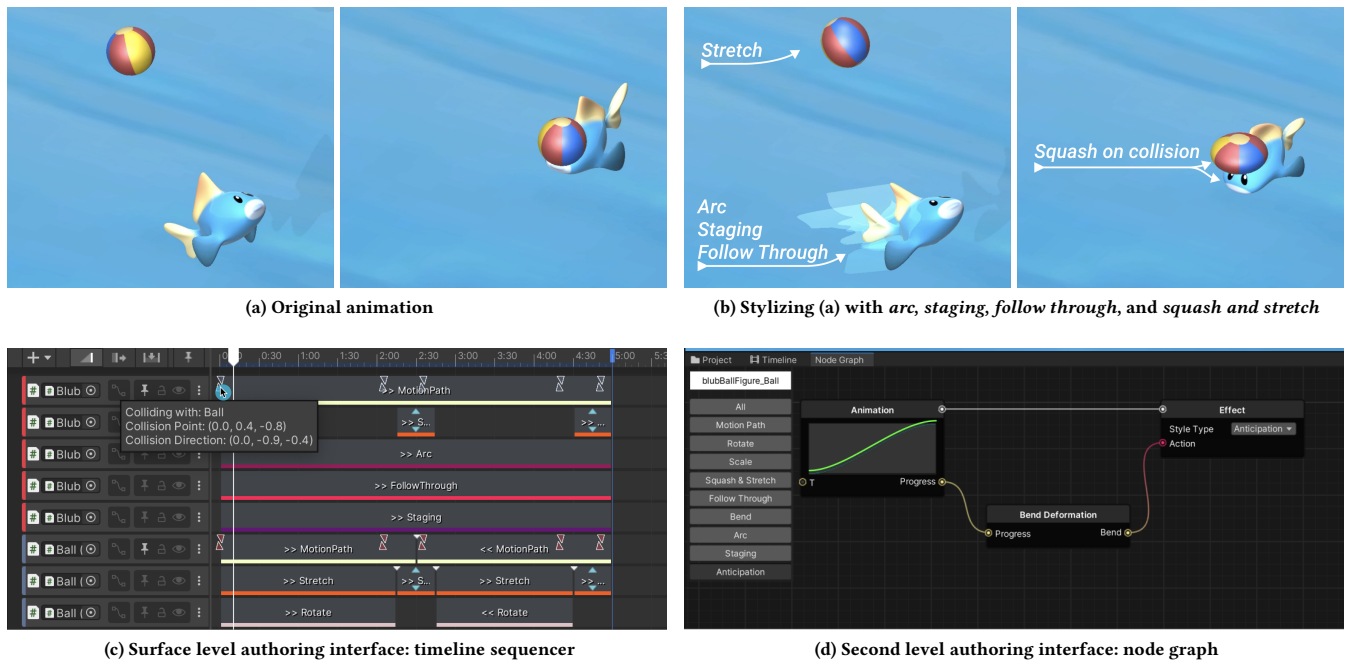 Stretch
Arc
Staging
Follow Through
Squash on collision
(a) Original animation
(b) Stylizing (a) with arc, staging, follow through, and squash and stretch
0:30 1:00 1:30 2:00 2:30 3:00 3:30 4:00 4:30 5:00
Blub >> MotionPath
Colliding with: Ball
Collision Point: (0.0, 0.4, -0.8)
Collision Direction: (0.0, -0.9, -0.4)
>> S... >> ...
Blub >> Arc
Blub >> FollowThrough
Blub >> Staging
Ball ( >> MotionPath << MotionPath
Ball ( >> Stretch >> S... >> Stretch >> ...
Ball ( >> Rotate << Rotate
Project Timeline Node Graph
blubBallFigure_Ball
All
Motion Path
Rotate
Scale
Squash & Stretch
Follow Through
Bend
Arc
Staging
Anticipation
Animation
T Progress
Bend Deformation
Progress Bend
Effect
Style Type Anticipation
Action
(c) Surface level authoring interface: timeline sequencer
(d) Second level authoring interface: node graph